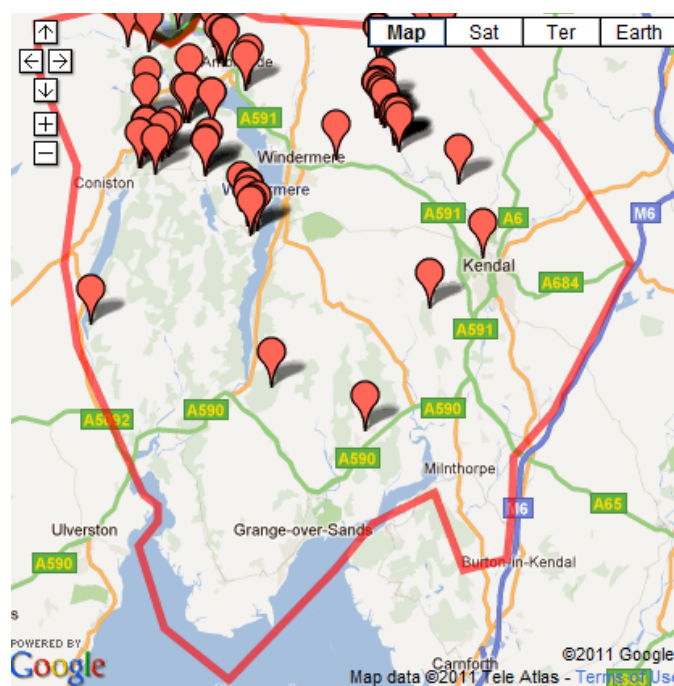 Map Sat Ter Earth
A591
Windermere
Coniston
A591 A6 M6
Kendal
A684
A591
A5092 A590 A590
A590
Milnthorpe
A65
M6
Ulverston Grange-over-Sands
A590
Burton-in-Kendal
s
POWERED BY
Google
Carnforth
©2011 Google
Map data ©2011 Tele Atlas - Terms of Use